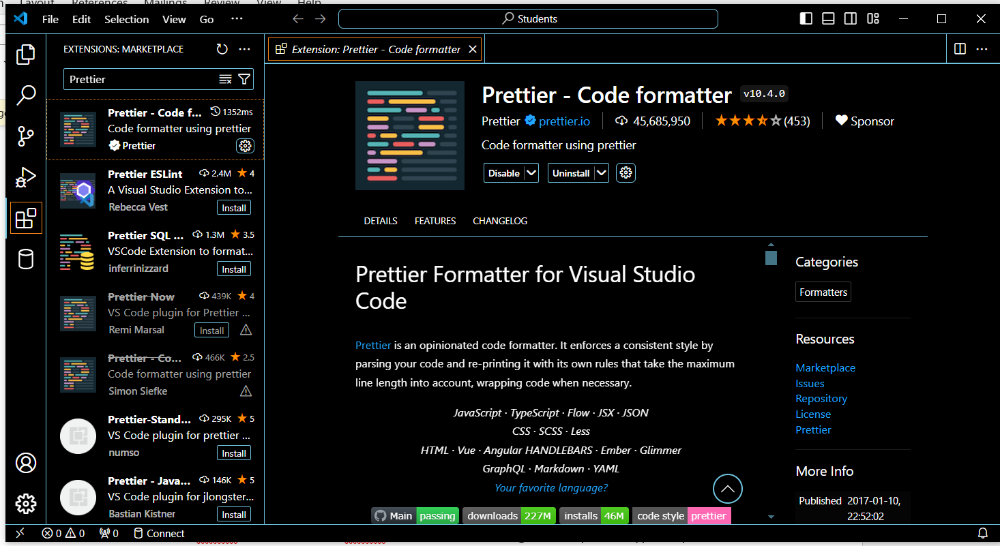 Layout References Mailings Review View Help
File Edit Selection View Go ···
Students
EXTENSIONS: MARKETPLACE
Prettier
Prettier - Code f... 1352ms
Code formatter using prettier
Prettier
Prettier ESLint 2.4M ★ 4
A Visual Studio Extension to...
Rebecca Vest Install
Prettier SQL ... 1.3M ★ 3.5
VSCode Extension to format...
inferrinizzard Install
Prettier Now 439K ★ 4
VS Code plugin for Prettier ...
Remi Marsal Install
Prettier - Co... 466K ★ 2.5
Code formatter using prettier
Simon Siefke
Prettier-Stand... 295K ★ 5
VS Code plugin for prettier ...
numso Install
Prettier - Java... 146K ★ 5
VS Code plugin for jlongster...
Bastian Kistner Install
Extension: Prettier - Code formatter
Prettier - Code formatter v10.4.0
Prettier prettier.io 45,685,950 (453) Sponsor
Code formatter using prettier
Disable Uninstall
DETAILS FEATURES CHANGELOG
Prettier Formatter for Visual Studio
Code
Prettier is an opinionated code formatter. It enforces a consistent style by
parsing your code and re-printing it with its own rules that take the maximum
line length into account, wrapping code when necessary.
JavaScript · TypeScript · Flow · JSX · JSON
CSS · SCSS · Less
HTML · Vue · Angular HANDLEBARS · Ember · Glimmer
GraphQL · Markdown · YAML
Your favorite language?
Main passing downloads 227M installs 46M code style prettier
Categories
Formatters
Resources
Marketplace
Issues
Repository
License
Prettier
More Info
Published 2017-01-10,
22:52:02
0 0 0 Connect